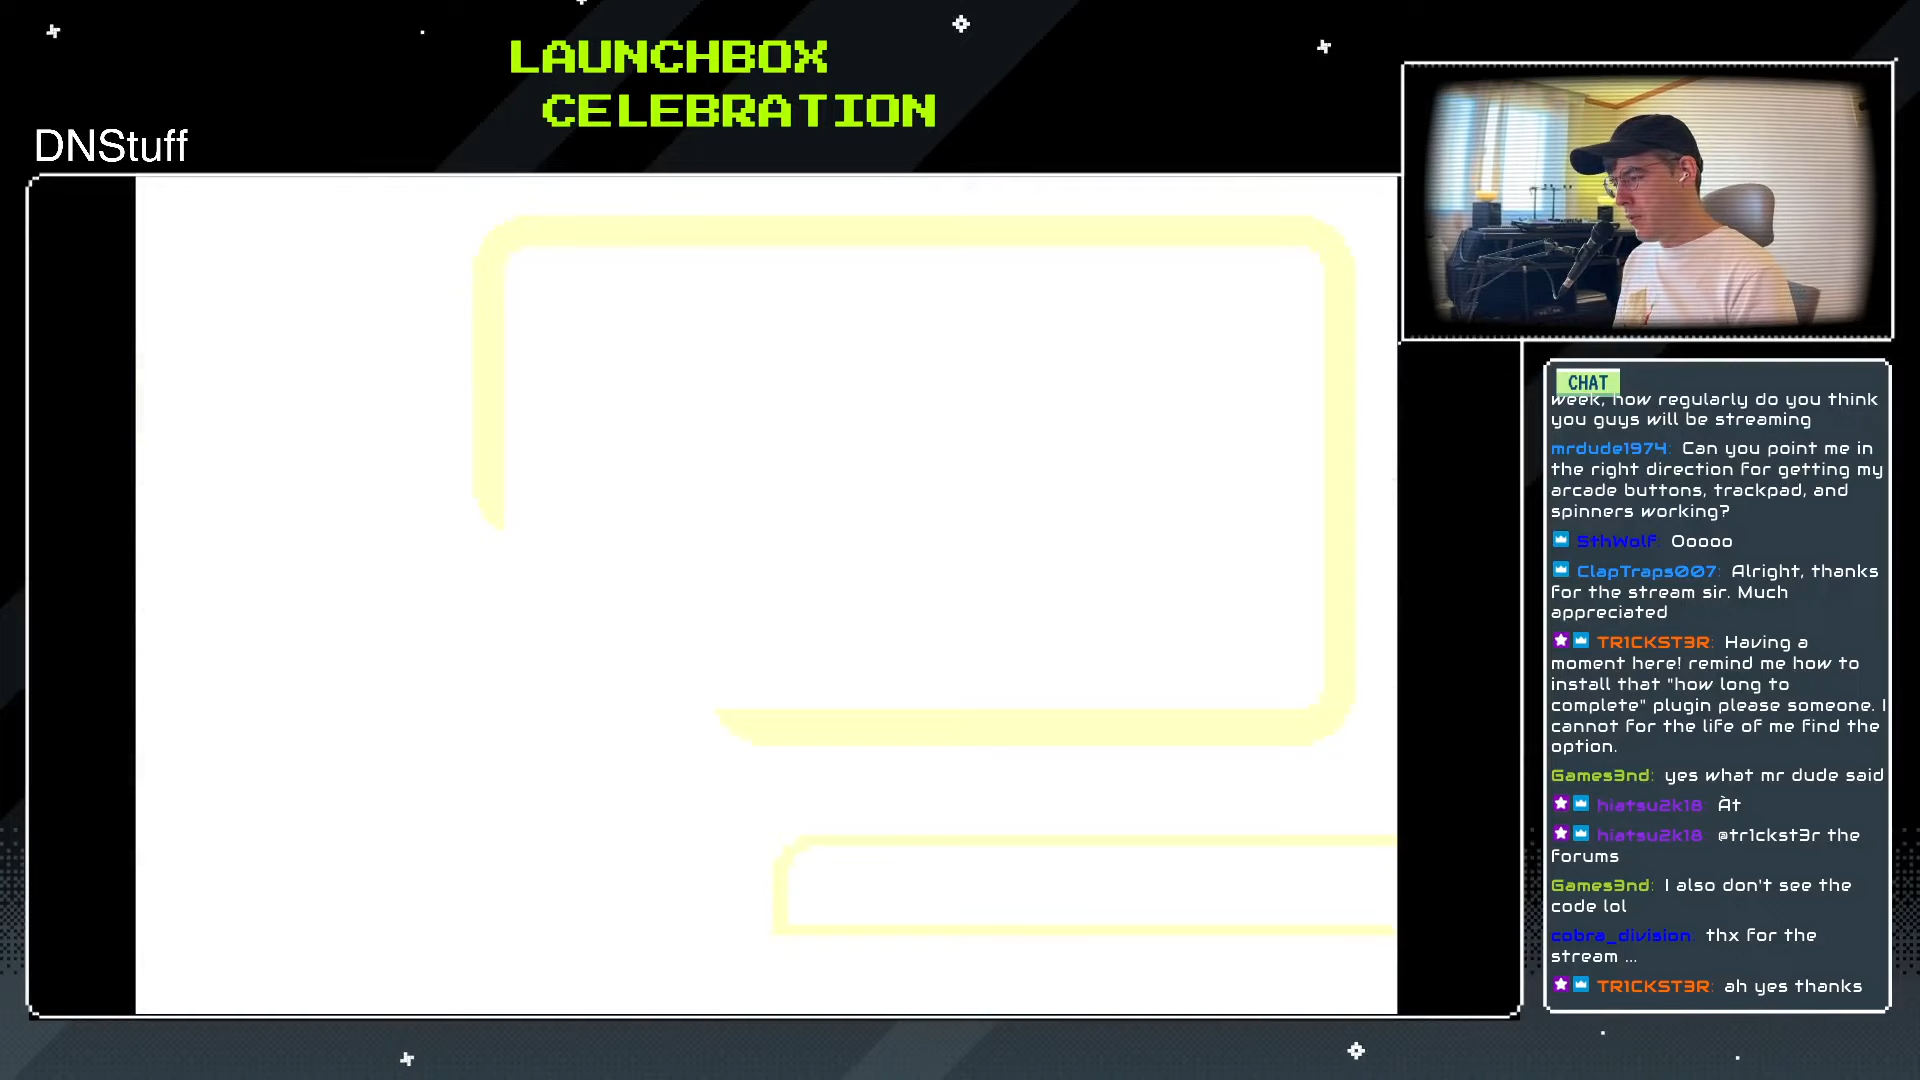 LAUNCHBOX
CELEBRATION
DNStuff
CHAT
week, how regularly do you think
you guys will be streaming
mrdude1974: Can you point me in
the right direction for getting my
arcade buttons, trackpad, and
spinners working?
5thWolf: Ooooo
ClapTraps007: Alright, thanks
for the stream sir. Much
appreciated
TR1CKST3R: Having a
moment here! remind me how to
install that "how long to
complete" plugin please someone. I
cannot for the life of me find the
option.
Games3nd: yes what mr dude said
hiatsu2k18: Àt
hiatsu2k18: @tr1ckst3r the
forums
Games3nd: I also don't see the
code lol
cobra_division: thx for the
stream ...
TR1CKST3R: ah yes thanks